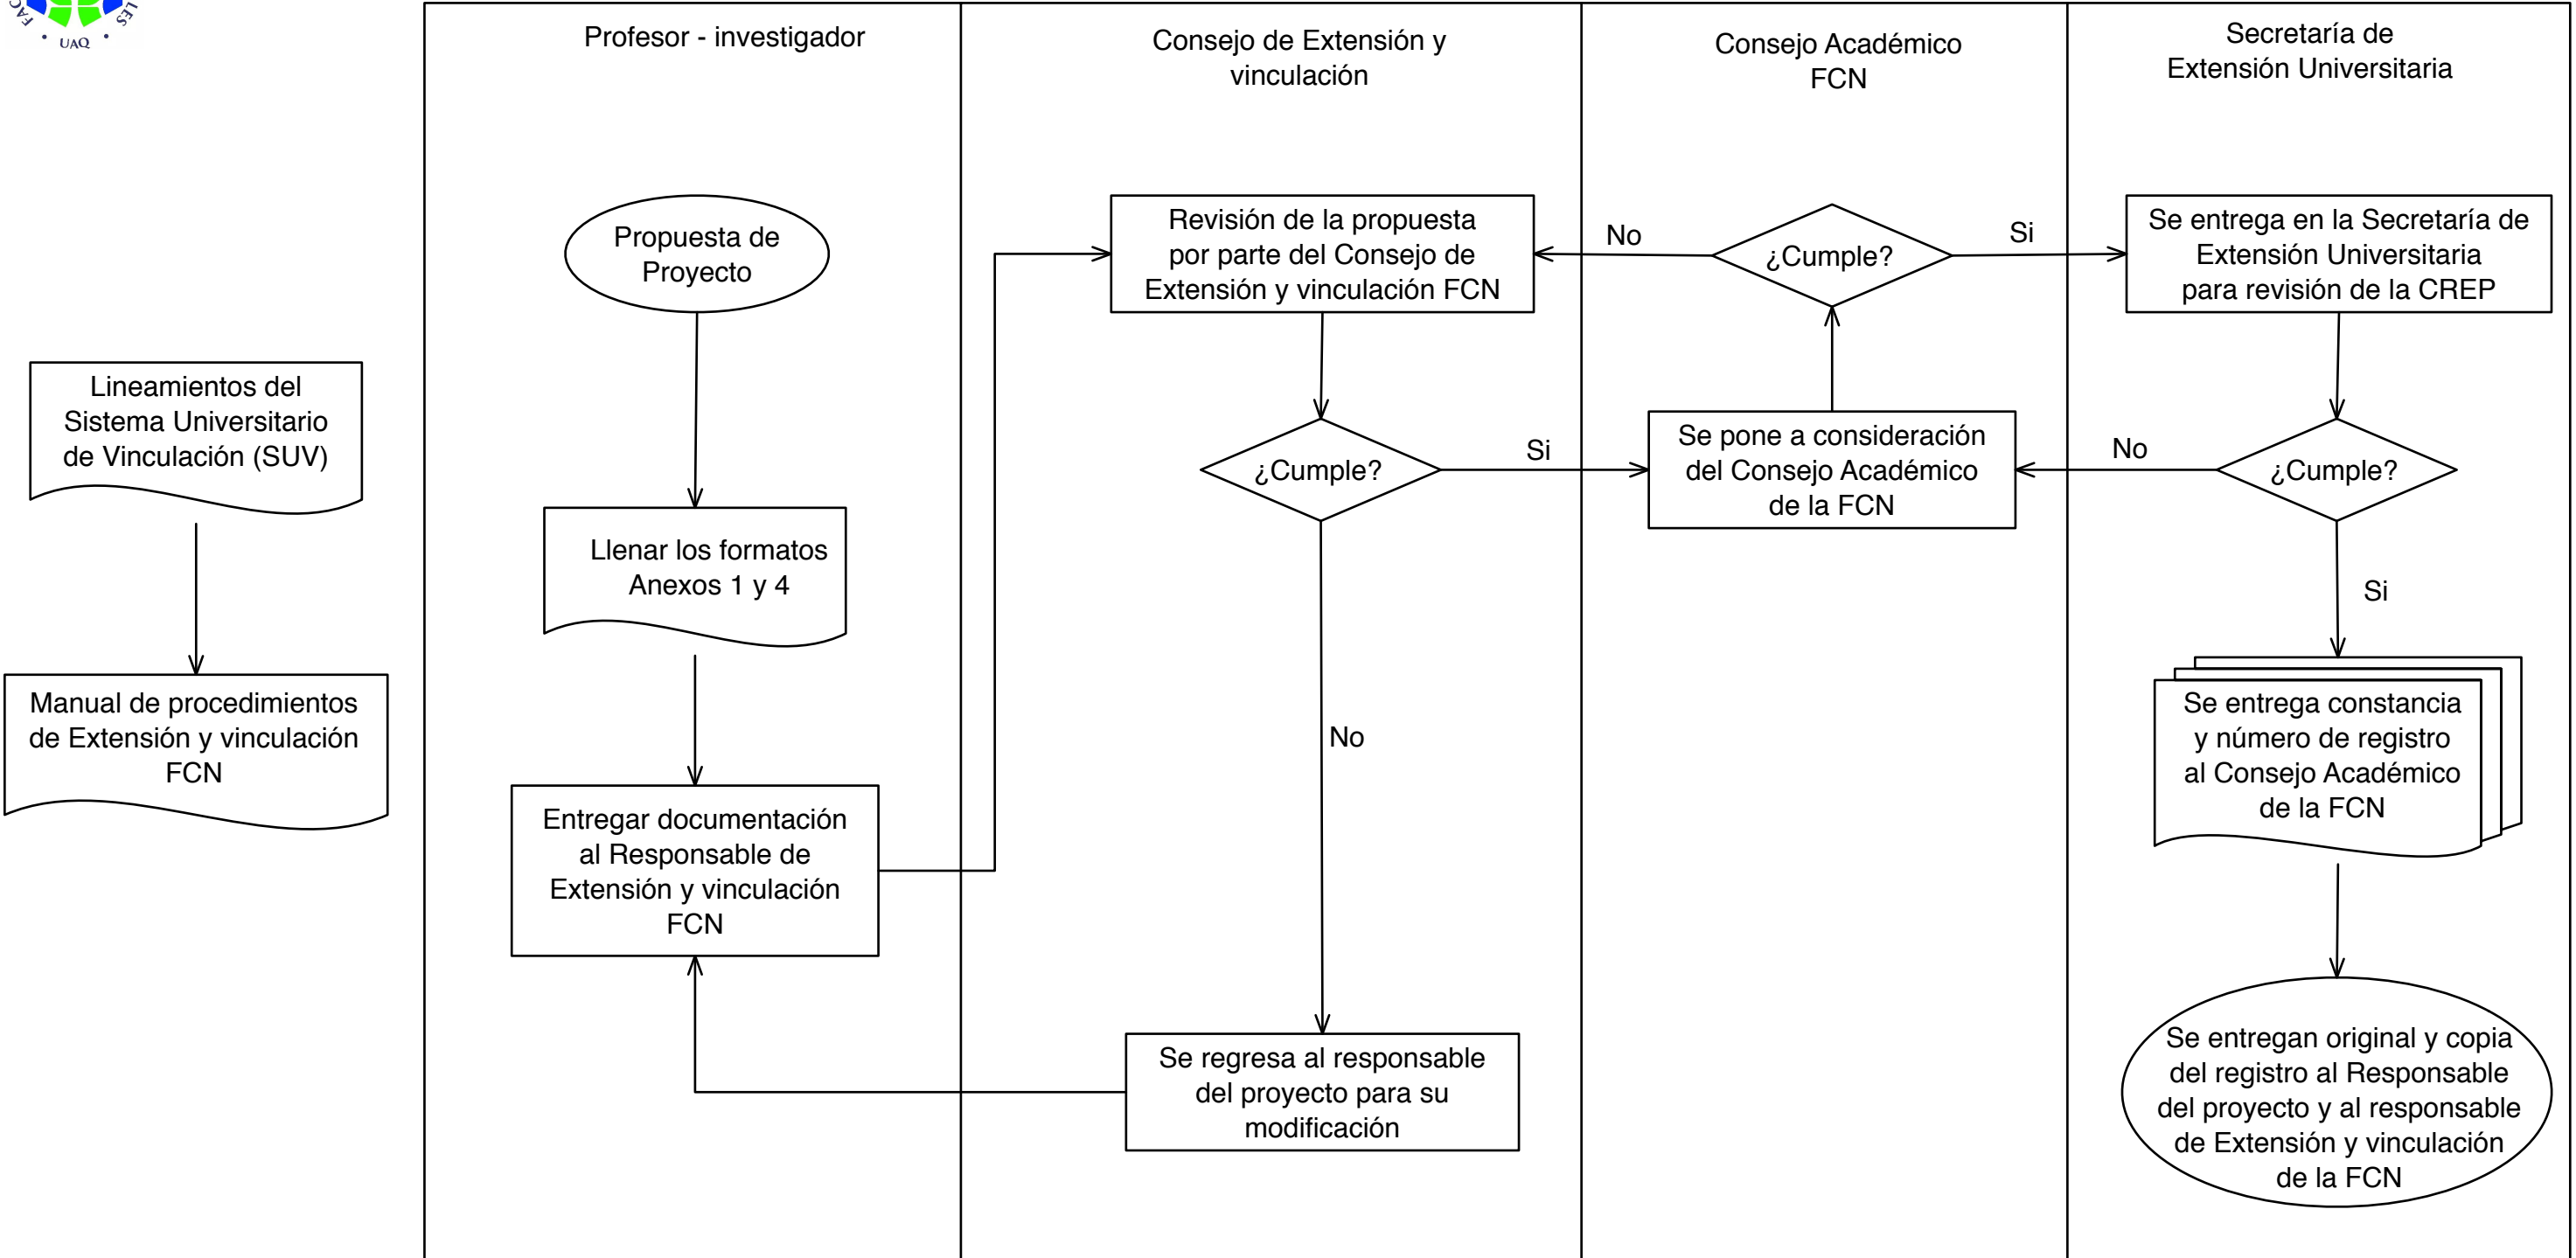 UAQ
Profesor - investigador
Consejo de Extensión y
vinculación
Consejo Académico
FCN
Secretaría de
Extensión Universitaria
Lineamientos del
Sistema Universitario
de Vinculación (SUV)
Manual de procedimientos
de Extensión y vinculación
FCN
Propuesta de
Proyecto
Llenar los formatos
Anexos 1 y 4
Entregar documentación
al Responsable de
Extensión y vinculación
FCN
Revisión de la propuesta
por parte del Consejo de
Extensión y vinculación FCN
¿Cumple?
Si
No
Se regresa al responsable
del proyecto para su
modificación
No
¿Cumple?
Si
Se pone a consideración
del Consejo Académico
de la FCN
Se entrega en la Secretaría de
Extensión Universitaria
para revisión de la CREP
No
¿Cumple?
Si
Se entrega constancia
y número de registro
al Consejo Académico
de la FCN
Se entregan original y copia
del registro al Responsable
del proyecto y al responsable
de Extensión y vinculación
de la FCN